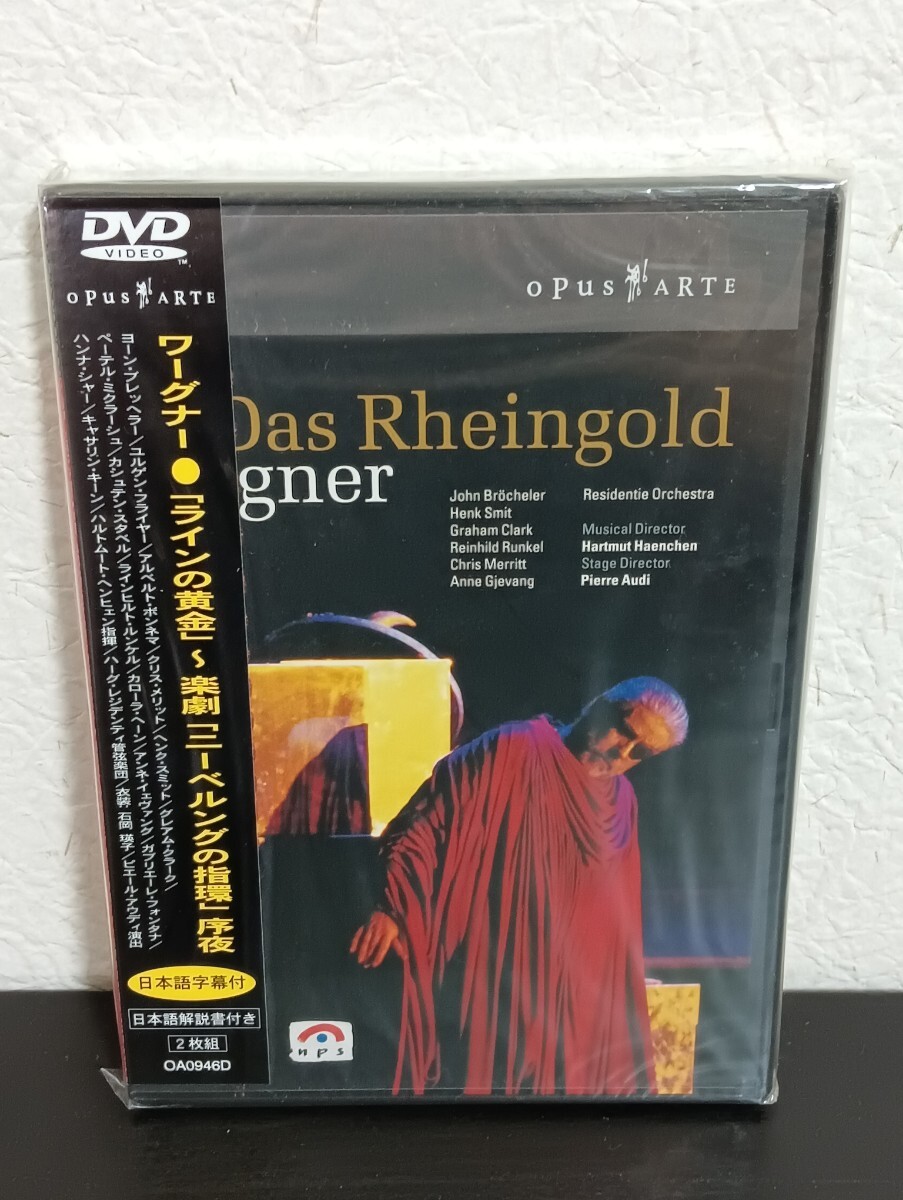 DVD
VIDEO
TM
OPUS ARTE
ワーグナー●「ラインの黄金」～楽劇「ニーベルングの指環」序夜
ヨーン・ブレッヘラー/ユルゲン・フライヤー/アルベルト・ボンネマ/クリス・メリット/ヘンク・スミット/グレアム・クラーク/
ペーテル・ミクラーシュ/カシュテン・スタベル/ラインヒルト・ルンケル/カローラ・ヘーン/アンネ・イェヴァング/ガブリエーレ・フォンタナ/
ハンナ・シャー/キャサリン・キーン/ハルトムート・ヘンヒェン指揮/ハーグ・レジデンティ管弦楽団/衣装 石岡 瑛子/ピエール・アウディ演出
日本語字幕付
日本語解説書付き
2枚組
OA0946D
OPUS ARTE
Das Rheingold
gner
John Bröcheler
Henk Smit
Graham Clark
Reinhild Runkel
Chris Merritt
Anne Gjevang
Residentie Orchestra
Musical Director
Hartmut Haenchen
Stage Director
Pierre Audi
nps